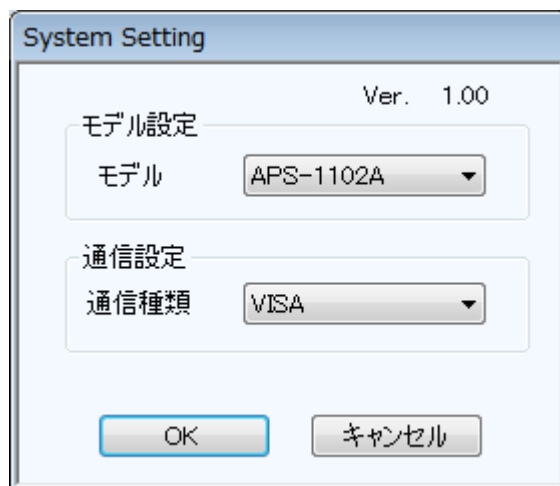 System Setting
Ver. 1.00
モデル設定
モデル APS-1102A
通信設定
通信種類 VISA
OK キャンセル